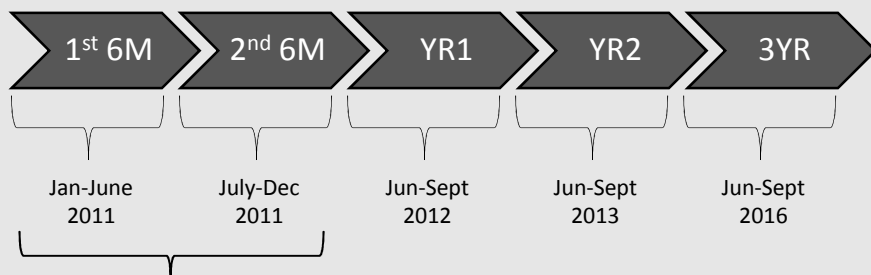 1st 6M
2nd 6M
YR1
YR2
3YR
Jan-June
2011
July-Dec
2011
Jun-Sept
2012
Jun-Sept
2013
Jun-Sept
2016